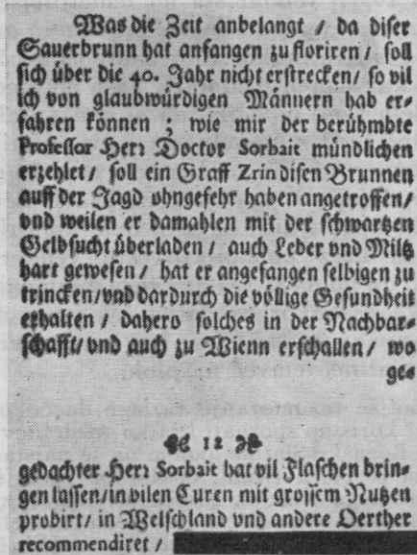 Was die Zeit anbelangt / da diser
Sauerbrunn hat anfangen zu floriren / soll
sich über die 40. Jahr nicht erstrecken / so vil
ich von glaubwürdigen Männern hab er-
fahren können ; wie mir der berühmbte
Professor Herr Doctor Sorbait mündlichen
erzehlet / soll ein Graff Zrin disen Brunnen
auff der Jagd ohngefehr haben angetroffen /
vnd weilen er damahlen mit der schwartzen
Gelbsucht überladen / auch Leber vnd Miltz
hart gewesen / hat er angefangen selbigen zu
trincken / vnd dardurch die völlige Gesundheit
erhalten / dahero solches in der Nachbar-
schafft / vnd auch zu Wienn erschallen / wo
ge-
12
gedachter Herr Sorbait hat vil Flaschen brin-
gen lassen / in vilen Curen mit grossem Nutzen
probirt / in Welschland vnd andere Oerther
recommendiret /